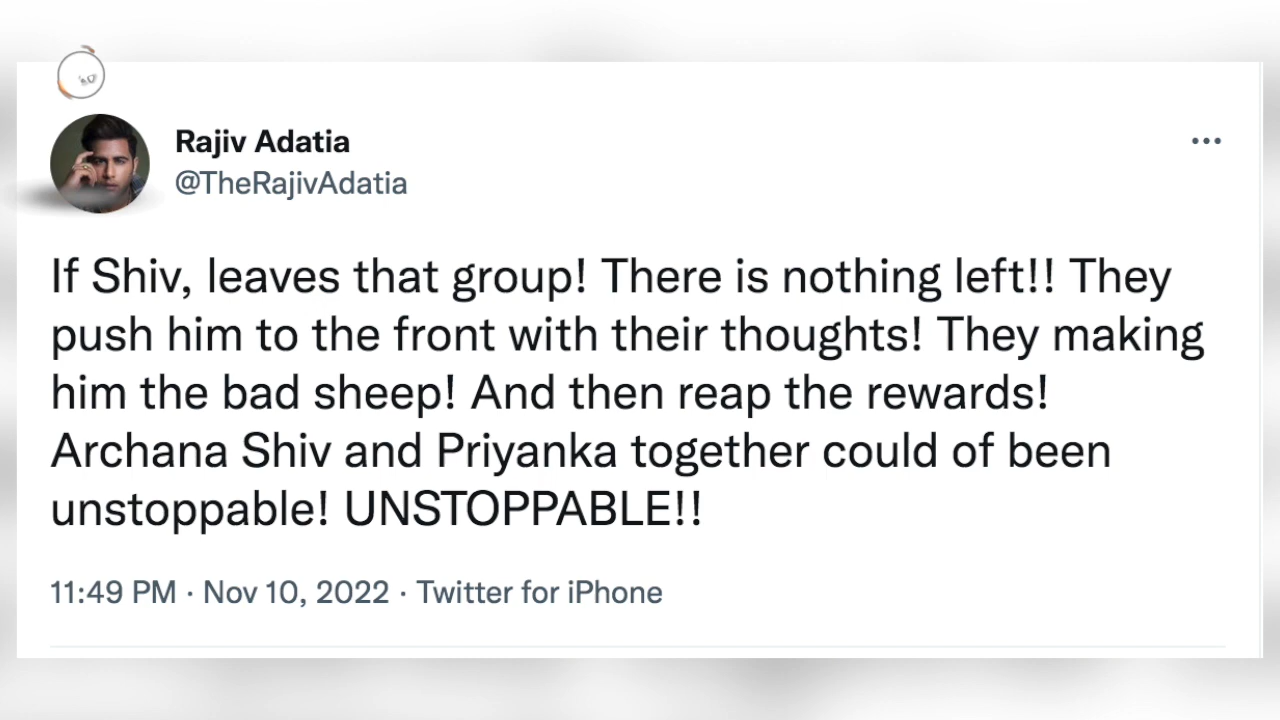 Rajiv Adatia
@TheRajivAdatia
If Shiv, leaves that group! There is nothing left!! They
push him to the front with their thoughts! They making
him the bad sheep! And then reap the rewards!
Archana Shiv and Priyanka together could of been
unstoppable! UNSTOPPABLE!!
11:49 PM · Nov 10, 2022 · Twitter for iPhone